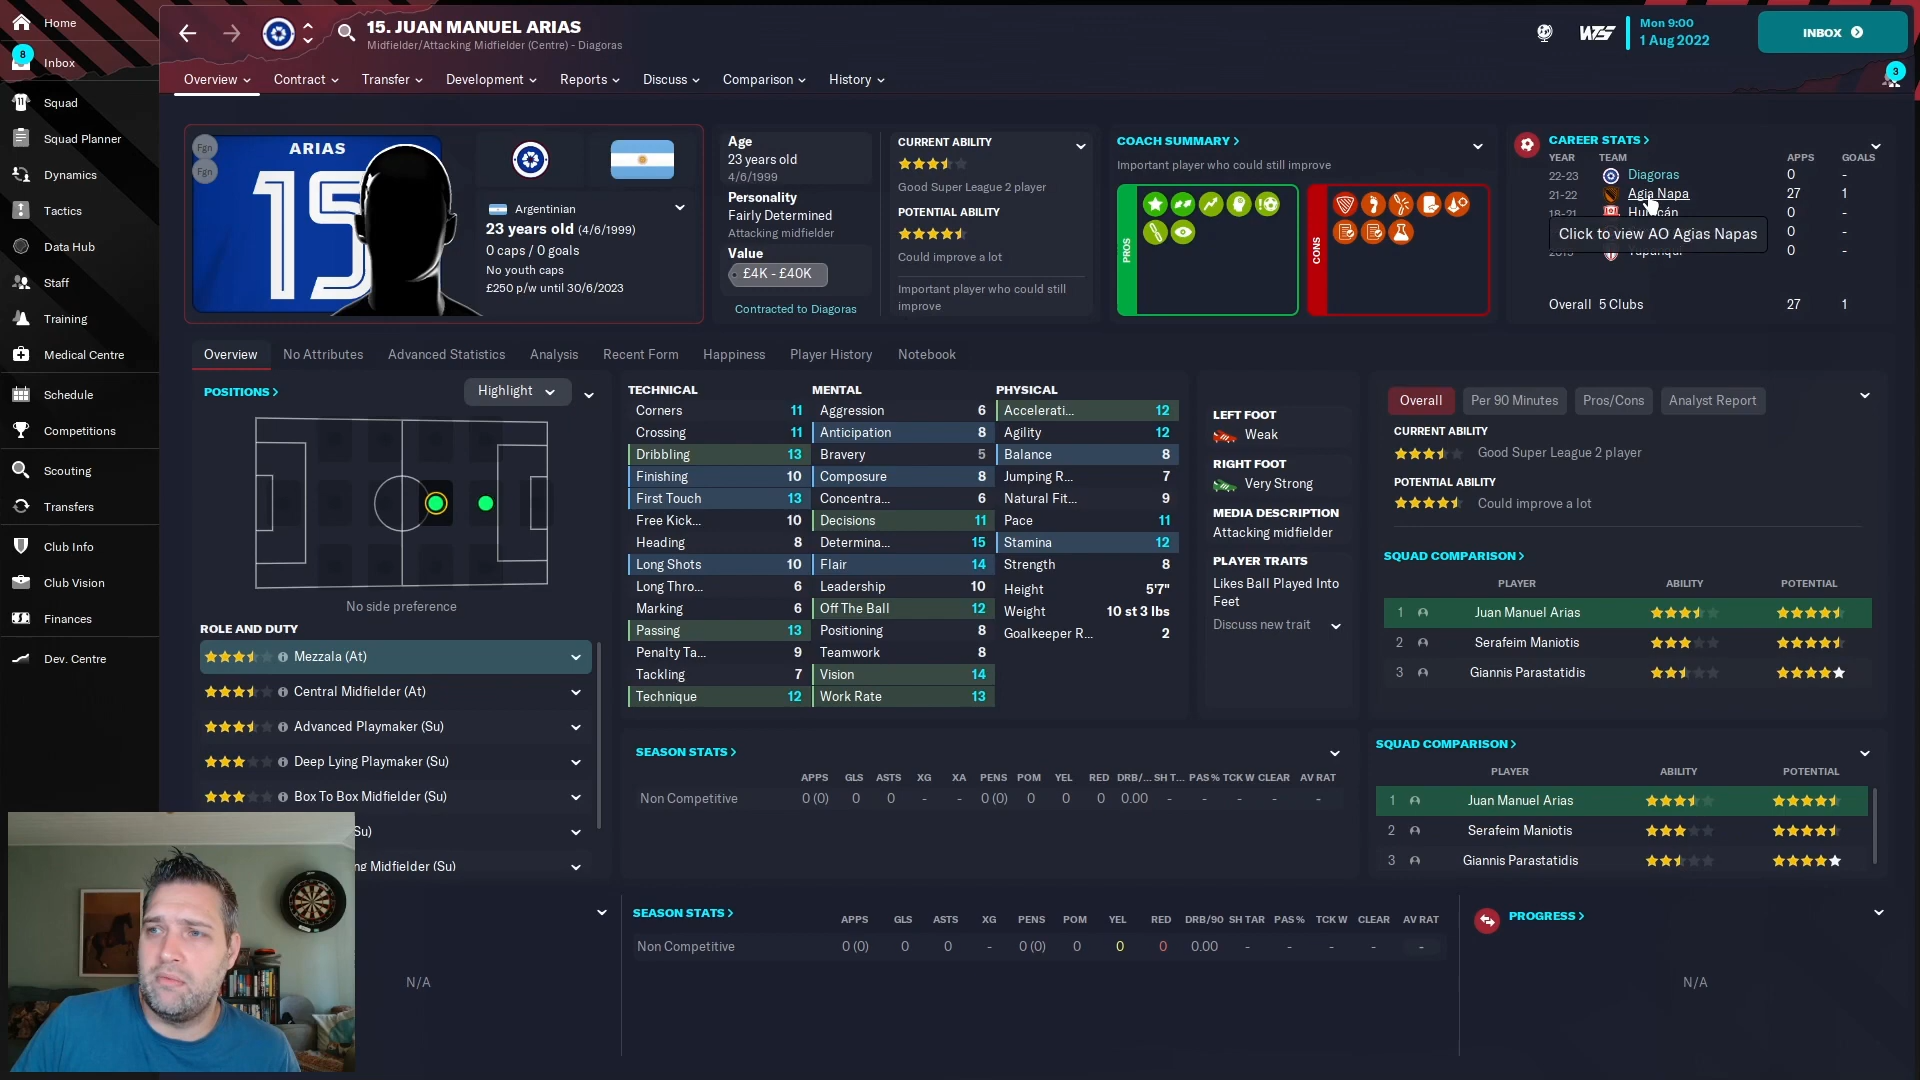 Home
8
Inbox
Squad
Squad Planner
Dynamics
Tactics
Data Hub
Staff
Training
Medical Centre
Schedule
Competitions
Scouting
Transfers
Club Info
Club Vision
Finances
Dev. Centre
15. JUAN MANUEL ARIAS
Midfielder/Attacking Midfielder (Centre) - Diagoras
Mon 9:00
1 Aug 2022
INBOX
3
Overview Contract Transfer Development Reports Discuss Comparison History
Fgn
Fgn
ARIAS
15
Argentinian
23 years old (4/6/1999)
0 caps / 0 goals
No youth caps
£250 p/w until 30/6/2023
Age
23 years old
4/6/1999
Personality
Fairly Determined
Attacking midfielder
Value
£4K - £40K
Contracted to Diagoras
CURRENT ABILITY
Good Super League 2 player
POTENTIAL ABILITY
Could improve a lot
Important player who could still
improve
COACH SUMMARY >
Important player who could still improve
PROS
CONS
CAREER STATS >
YEAR TEAM APPS GOALS
22-23 Diagoras 0 -
21-22 Agia Napa 27 1
18-21 Huracán 0 -
Click to view AO Agias Napas
0 -
0 -
Overall 5 Clubs 27 1
Overview No Attributes Advanced Statistics Analysis Recent Form Happiness Player History Notebook
POSITIONS >
Highlight
No side preference
ROLE AND DUTY
Mezzala (At)
Central Midfielder (At)
Advanced Playmaker (Su)
Deep Lying Playmaker (Su)
Box To Box Midfielder (Su)
Su)
ng Midfielder (Su)
TECHNICAL
Corners 11
Crossing 11
Dribbling 13
Finishing 10
First Touch 13
Free Kick... 10
Heading 8
Long Shots 10
Long Thro... 6
Marking 6
Passing 13
Penalty Ta... 9
Tackling 7
Technique 12
MENTAL
Aggression 6
Anticipation 8
Bravery 5
Composure 8
Concentra... 6
Decisions 11
Determina... 15
Flair 14
Leadership 10
Off The Ball 12
Positioning 8
Teamwork 8
Vision 14
Work Rate 13
PHYSICAL
Accelerati... 12
Agility 12
Balance 8
Jumping R... 7
Natural Fit... 9
Pace 11
Stamina 12
Strength 8
Height 5'7"
Weight 10 st 3 lbs
Goalkeeper R... 2
LEFT FOOT
Weak
RIGHT FOOT
Very Strong
MEDIA DESCRIPTION
Attacking midfielder
PLAYER TRAITS
Likes Ball Played Into
Feet
Discuss new trait
Overall Per 90 Minutes Pros/Cons Analyst Report
CURRENT ABILITY
Good Super League 2 player
POTENTIAL ABILITY
Could improve a lot
SQUAD COMPARISON >
PLAYER ABILITY POTENTIAL
1 Juan Manuel Arias
2 Serafeim Maniotis
3 Giannis Parastatidis
SEASON STATS >
APPS GLS ASTS XG XA PENS POM YEL RED DRB/... SH T... PAS % TCK W CLEAR AV RAT
Non Competitive 0 (0) 0 0 - - 0 (0) 0 0 0 0.00 - - - - -
SQUAD COMPARISON >
PLAYER ABILITY POTENTIAL
1 Juan Manuel Arias
2 Serafeim Maniotis
3 Giannis Parastatidis
N/A
SEASON STATS >
APPS GLS ASTS XG PENS POM YEL RED DRB/90 SH TAR PAS % TCK W CLEAR AV RAT
Non Competitive 0 (0) 0 0 - 0 (0) 0 0 0 0.00 - - - - -
PROGRESS >
N/A